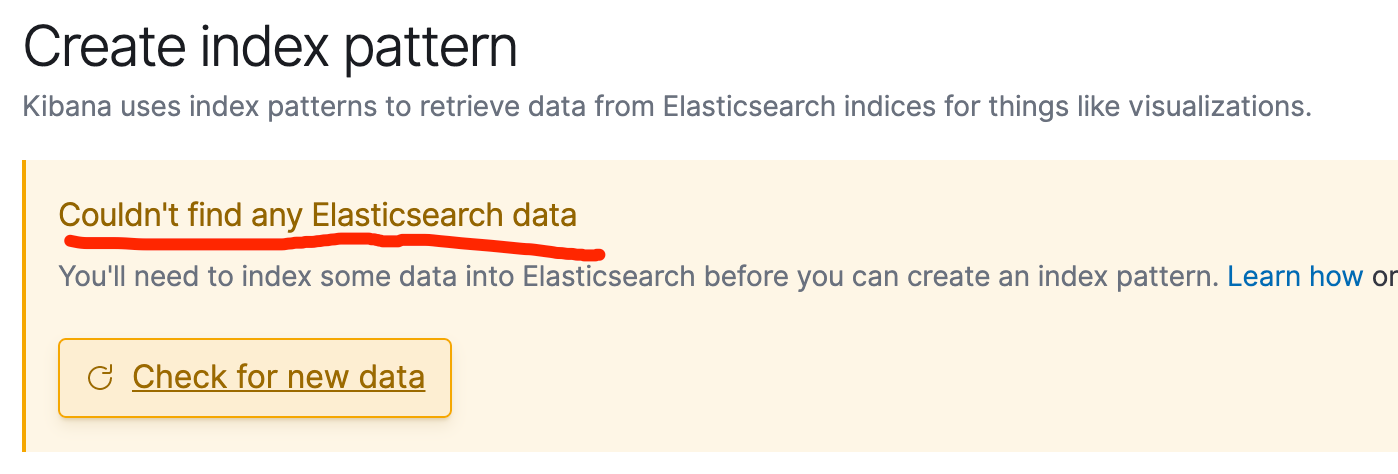 Create index pattern
Kibana uses index patterns to retrieve data from Elasticsearch indices for things like visualizations.
Couldn't find any Elasticsearch data
You'll need to index some data into Elasticsearch before you can create an index pattern. Learn how or
Check for new data